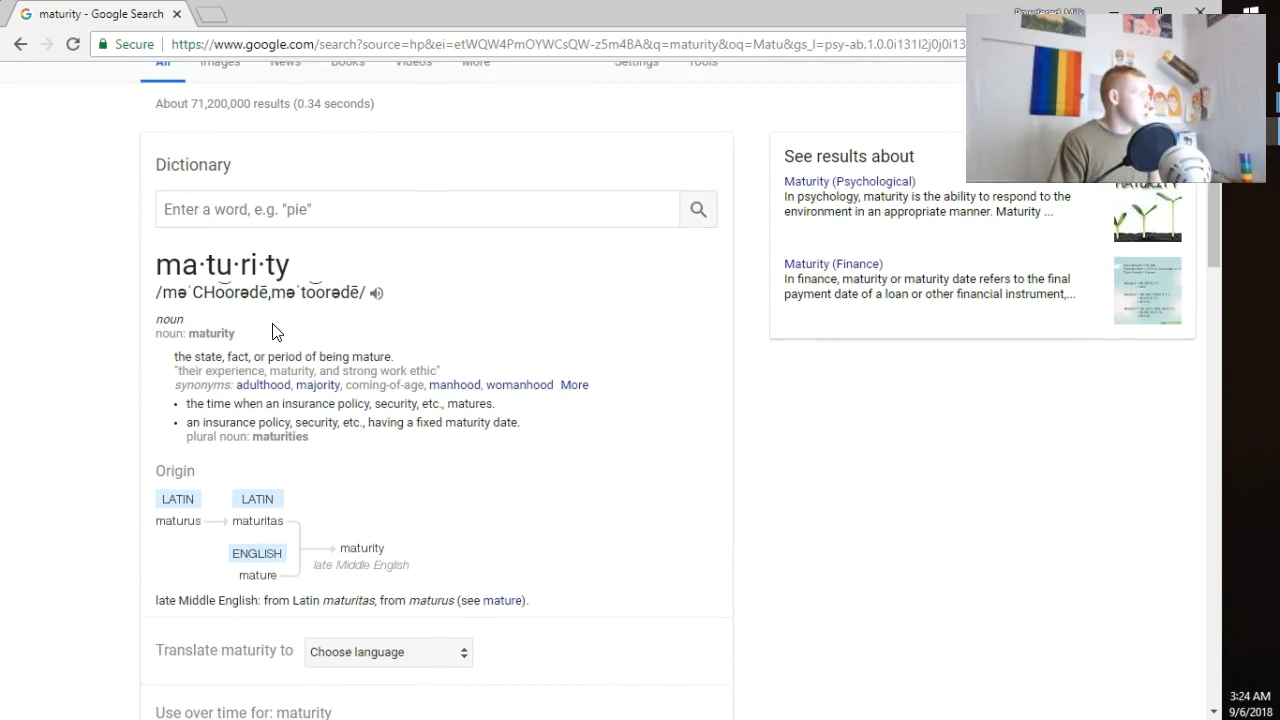 maturity - Google Search
Powdered Milk
Secure https://www.google.com/search?source=hp&ei=etWQW4PmOYWCsQW-z5m4BA&q=maturity&oq=Matu&gs_l=psy-ab.1.0.0i131l2j0j0i13
All Images News Books Videos More Settings Tools
About 71,200,000 results (0.34 seconds)
Dictionary
Enter a word, e.g. "pie"
ma·tu·ri·ty
/məˈCHo͝orədē,məˈto͝orədē/
noun
noun: maturity
the state, fact, or period of being mature.
"their experience, maturity, and strong work ethic"
synonyms: adulthood, majority, coming-of-age, manhood, womanhood More
• the time when an insurance policy, security, etc., matures.
• an insurance policy, security, etc., having a fixed maturity date.
plural noun: maturities
Origin
LATIN LATIN
maturus maturitas
ENGLISH
mature
maturity
late Middle English
late Middle English: from Latin maturitas, from maturus (see mature).
Translate maturity to Choose language
Use over time for: maturity
See results about
Maturity (Psychological)
In psychology, maturity is the ability to respond to the
environment in an appropriate manner. Maturity ...
MATURITY
Maturity (Finance)
In finance, maturity or maturity date refers to the final
payment date of a loan or other financial instrument,...
3:24 AM
9/6/2018